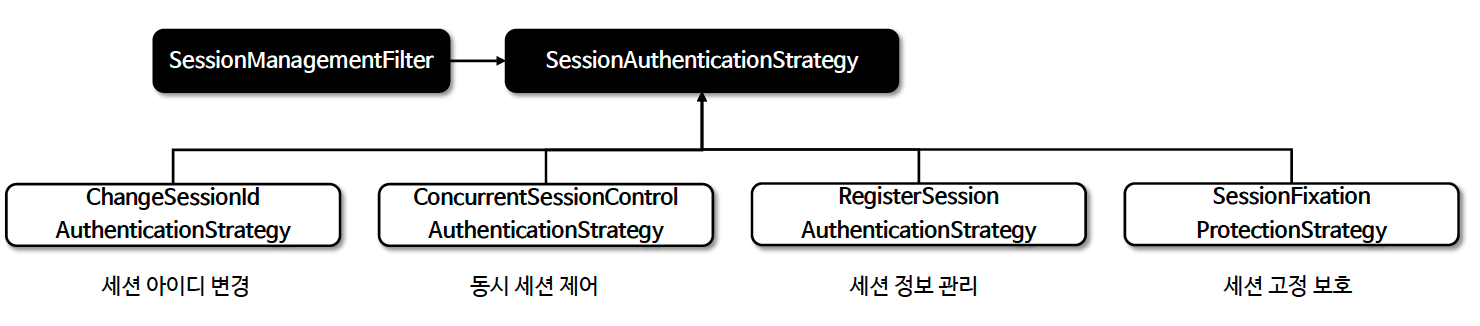 SessionManagementFilter
SessionAuthenticationStrategy
ChangeSessionId
AuthenticationStrategy
ConcurrentSessionControl
AuthenticationStrategy
RegisterSession
AuthenticationStrategy
SessionFixation
ProtectionStrategy
세션 아이디 변경
동시 세션 제어
세션 정보 관리
세션 고정 보호